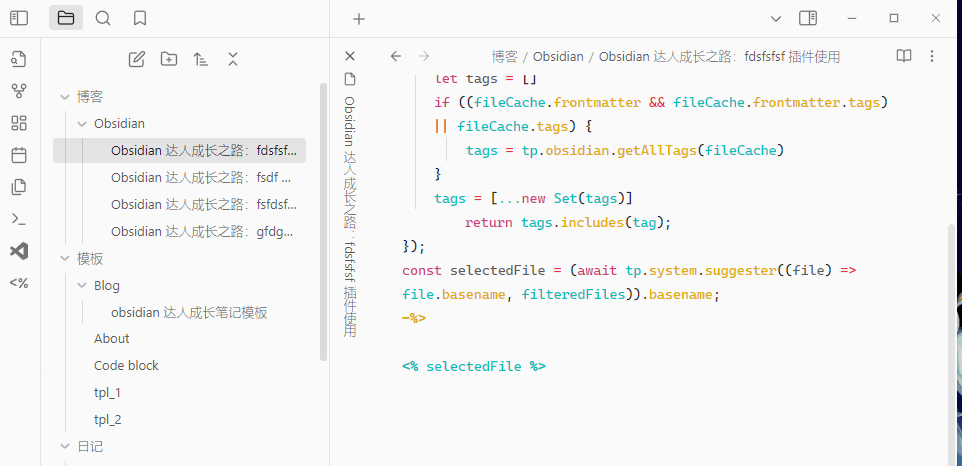 博客 / Obsidian / Obsidian 达人成长之路：fdsfsfsf 插件使用
<%
博客
Obsidian
Obsidian 达人成长之路：fdsfsf...
Obsidian 达人成长之路：fsdf ...
Obsidian 达人成长之路：fsfdsf...
Obsidian 达人成长之路：gfdg...
模板
Blog
obsidian 达人成长笔记模板
About
Code block
tpl_1
tpl_2
日记
Obsidian 达人成长之路：fdsfsfsf 插件使用
let tags = []
if ((fileCache.frontmatter && fileCache.frontmatter.tags)
|| fileCache.tags) {
tags = tp.obsidian.getAllTags(fileCache)
}
tags = [...new Set(tags)]
return tags.includes(tag);
});
const selectedFile = (await tp.system.suggester((file) =>
file.basename, filteredFiles)).basename;
-%>
<% selectedFile %>